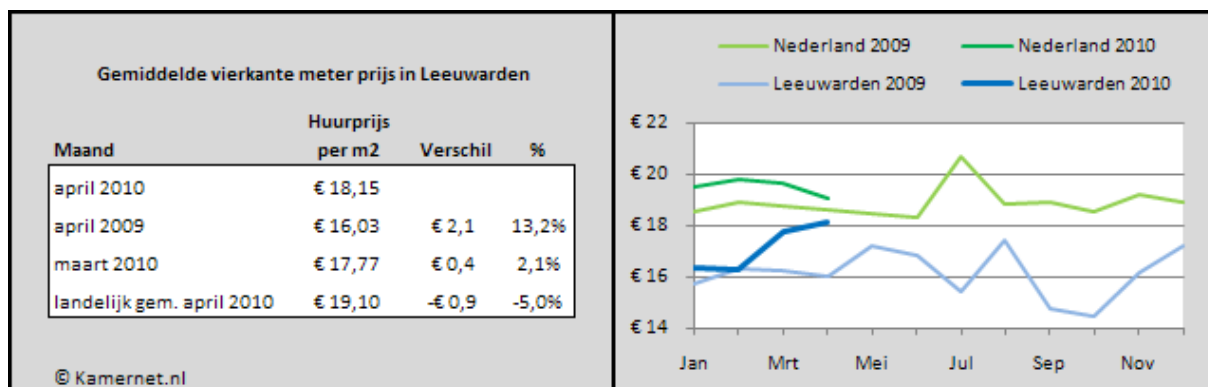 Gemiddelde vierkante meter prijs in Leeuwarden
Huurprijs
Maand per m2 Verschil %
april 2010 € 18,15
april 2009 € 16,03 € 2,1 13,2%
maart 2010 € 17,77 € 0,4 2,1%
landelijk gem. april 2010 € 19,10 -€ 0,9 -5,0%
© Kamernet.nl
Nederland 2009 Nederland 2010
Leeuwarden 2009 Leeuwarden 2010
€ 22
€ 20
€ 18
€ 16
€ 14
Jan Mrt Mei Jul Sep Nov